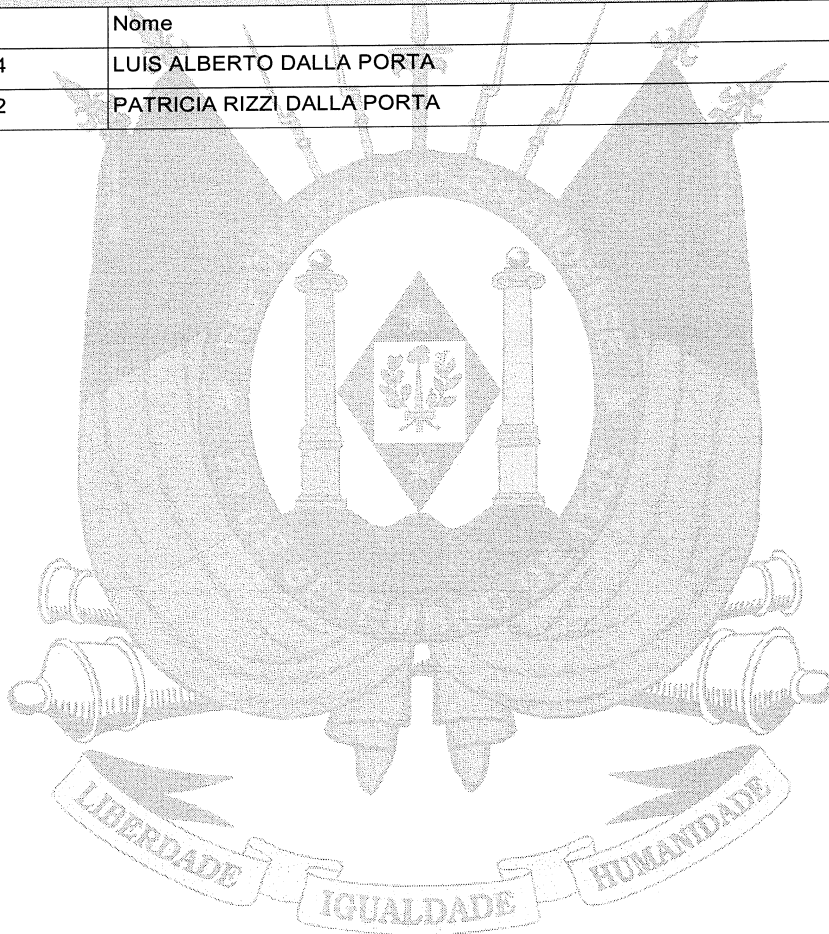 Nome
4 LUIS ALBERTO DALLA PORTA
2 PATRICIA RIZZI DALLA PORTA
LIBERDADE
IGUALDADE
HUMANIDADE